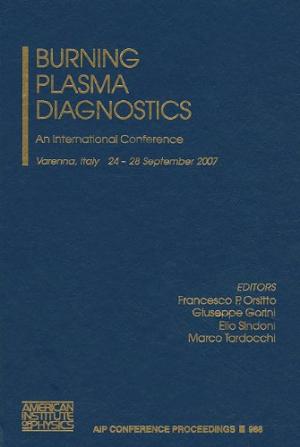 BURNING
PLASMA
DIAGNOSTICS
An International Conference
Varenna, Italy 24 - 28 September 2007
EDITORS
Francesco P. Orsitto
Giuseppe Gorini
Elio Sindoni
Marco Tardocchi
AMERICAN
INSTITUTE
OF PHYSICS
AIP CONFERENCE PROCEEDINGS 988